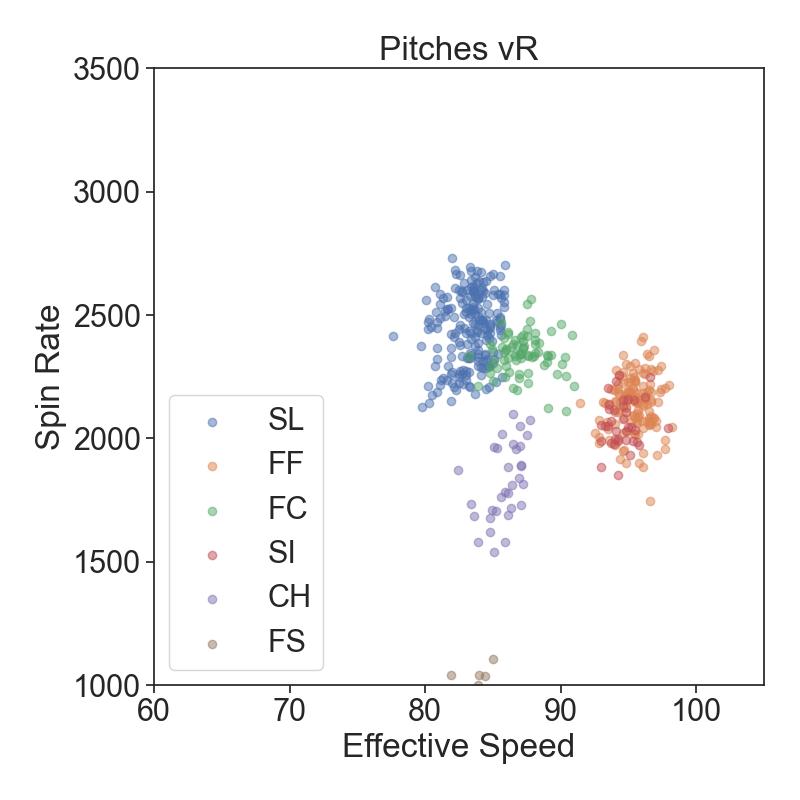 Pitches vR
3500
3000
2500
2000
1500
1000
Spin Rate
SL
FF
FC
SI
CH
FS
60 70 80 90 100
Effective Speed